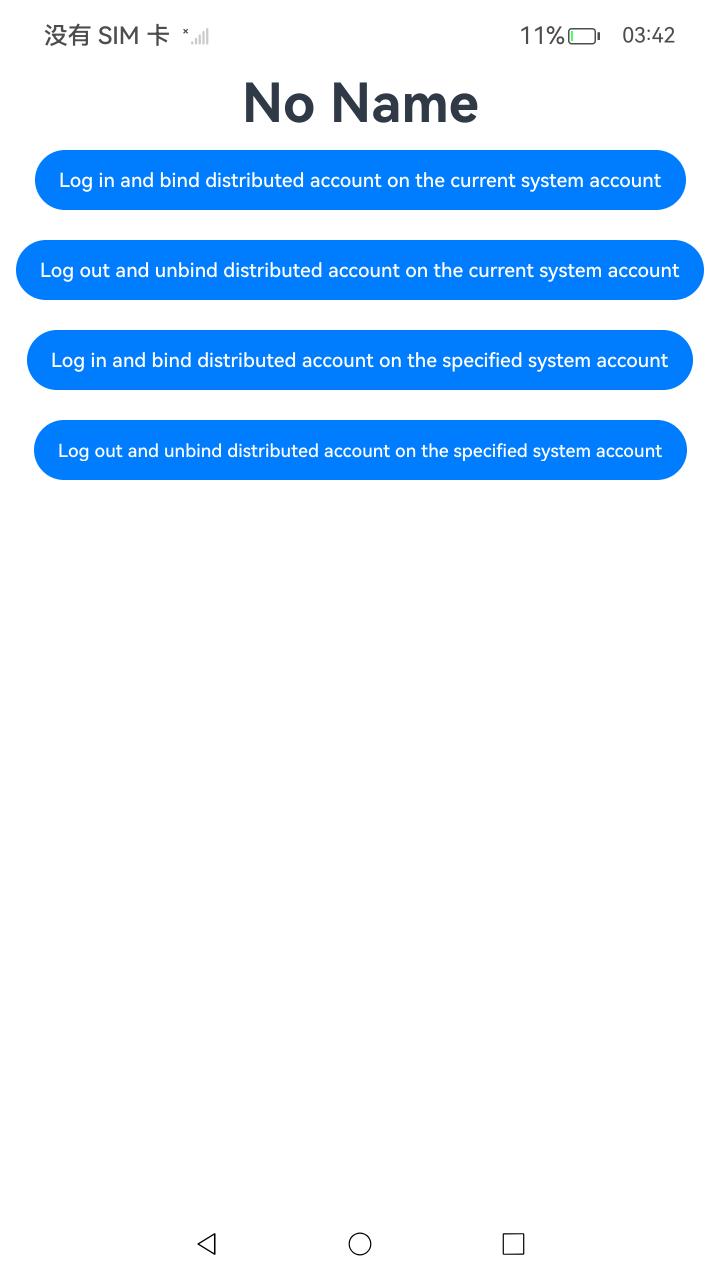 没有 SIM 卡 11% 03:42
No Name
Log in and bind distributed account on the current system account
Log out and unbind distributed account on the current system account
Log in and bind distributed account on the specified system account
Log out and unbind distributed account on the specified system account